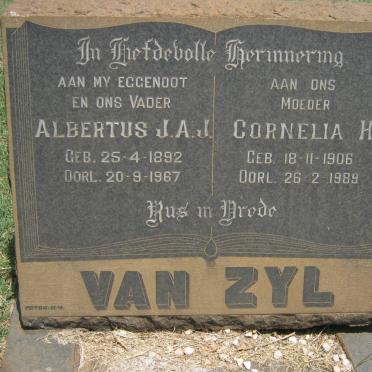 In Liefdevolle Herinnering
AAN MY EGGENOOT
EN ONS VADER
ALBERTUS J.A.J.
GEB. 25-4-1892
OORL. 20-9-1967
AAN ONS
MOEDER
CORNELIA H
GEB. 18-11-1906
OORL. 26-2-1989
Rus in Vrede
VAN ZYL